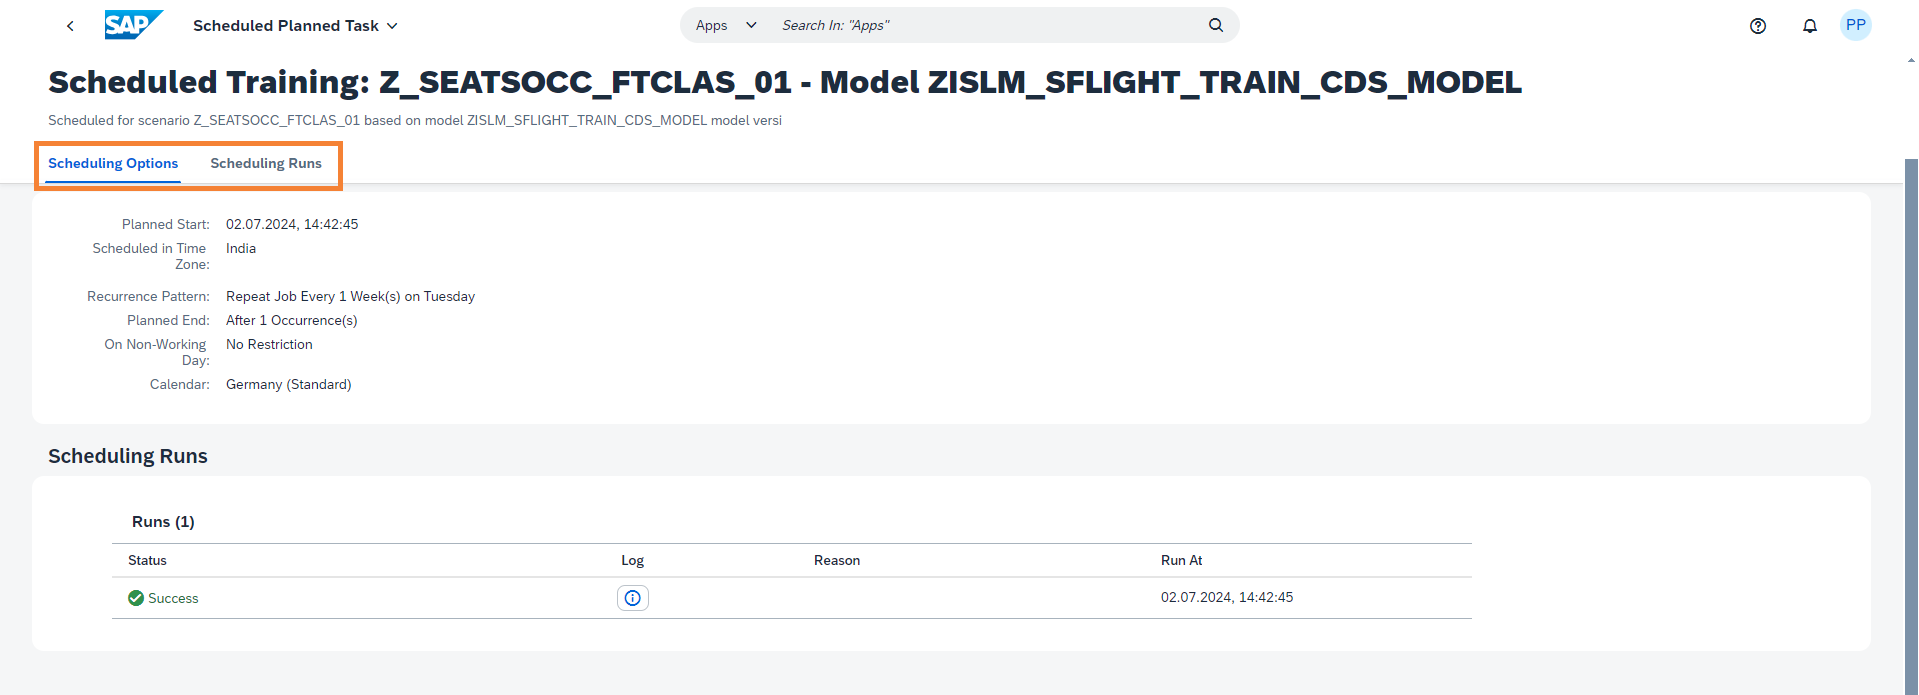 SAP
Scheduled Planned Task
Apps
Search In: "Apps"
PP
Scheduled Training: Z_SEATSOCC_FTCLAS_01 - Model ZISLM_SFLIGHT_TRAIN_CDS_MODEL
Scheduled for scenario Z_SEATSOCC_FTCLAS_01 based on model ZISLM_SFLIGHT_TRAIN_CDS_MODEL model versi
Scheduling Options Scheduling Runs
Planned Start: 02.07.2024, 14:42:45
Scheduled in Time India
Zone:
Recurrence Pattern: Repeat Job Every 1 Week(s) on Tuesday
Planned End: After 1 Occurrence(s)
On Non-Working No Restriction
Day:
Calendar: Germany (Standard)
Scheduling Runs
Runs (1)
Status Log Reason Run At
Success 02.07.2024, 14:42:45